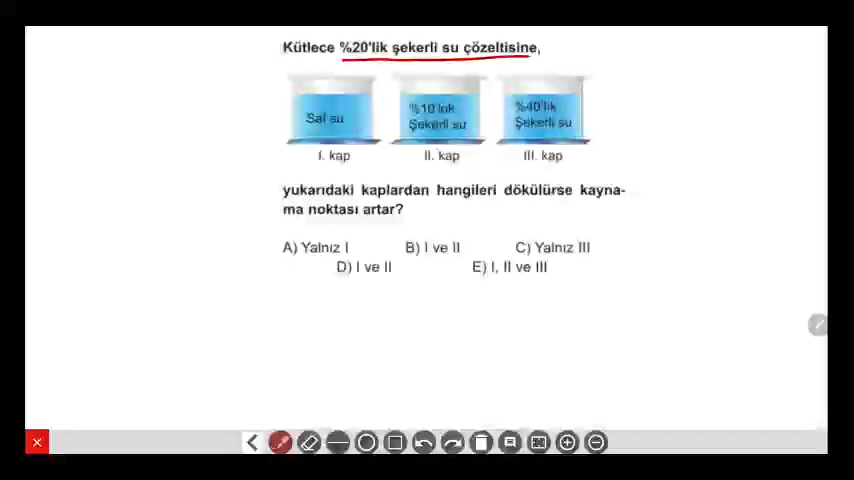 Kütlece %20'lik şekerli su çözeltisine,
Saf su
%10'luk
Şekerli su
%40'lik
Şekerli su
I. kap
II. kap
III. kap
yukarıdaki kaplardan hangileri dökülürse kayna-
ma noktası artar?
A) Yalnız I
B) I ve II
C) Yalnız III
D) I ve II
E) I, II ve III